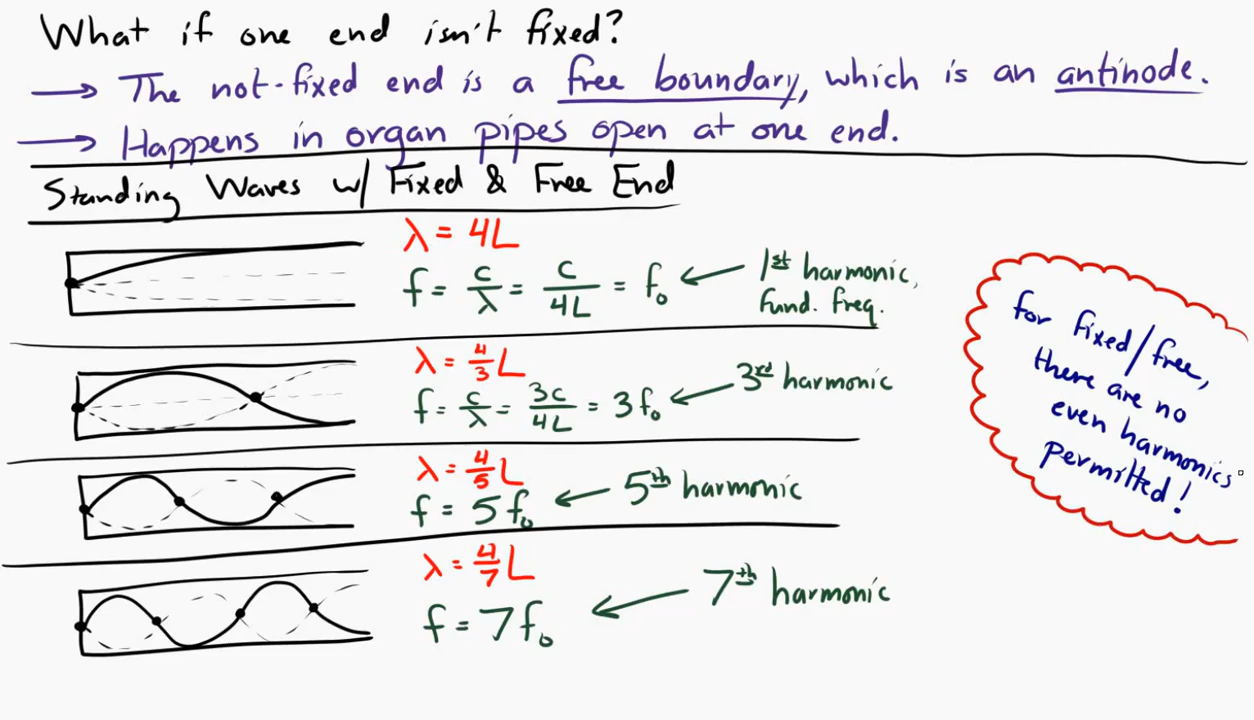 What if one end isn't fixed?
→ The not-fixed end is a free boundary, which is an antinode.
→ Happens in organ pipes open at one end.
Standing Waves w/ Fixed & Free End
λ = 4L
f = c/λ = c/4L = f₀ ← 1st harmonic,
fund. freq.
λ = 4/3 L
f = c/λ = 3c/4L = 3f₀ ← 3rd harmonic
λ = 4/5 L
f = 5f₀ ← 5th harmonic
λ = 4/7 L
f = 7f₀ ← 7th harmonic
for fixed/free,
there are no
even harmonics
permitted!